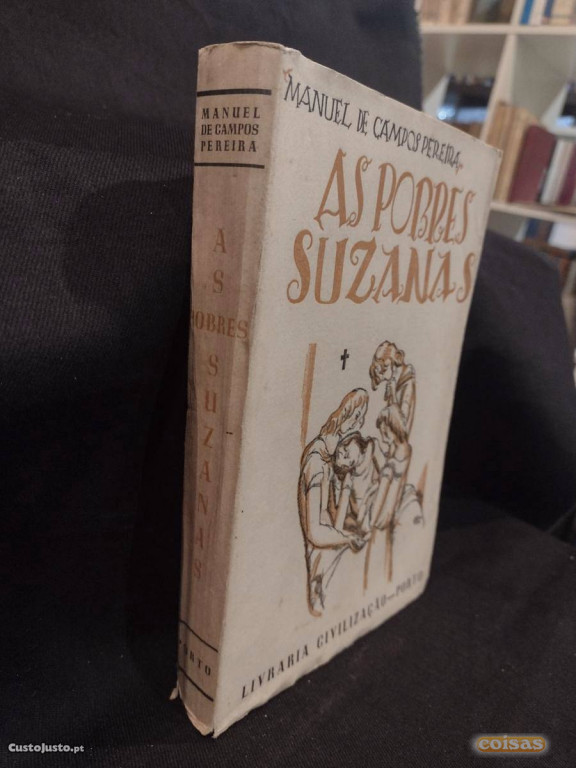 MANUEL
DE CAMPOS
PEREIRA
AS
POBRES
SUZANAS
PORTO
MANUEL DE CAMPOS PEREIRA
AS POBRES
SUZANAS
LIVRARIA CIVILIZAÇÃO - PORTO
CustoJusto.pt
coisas